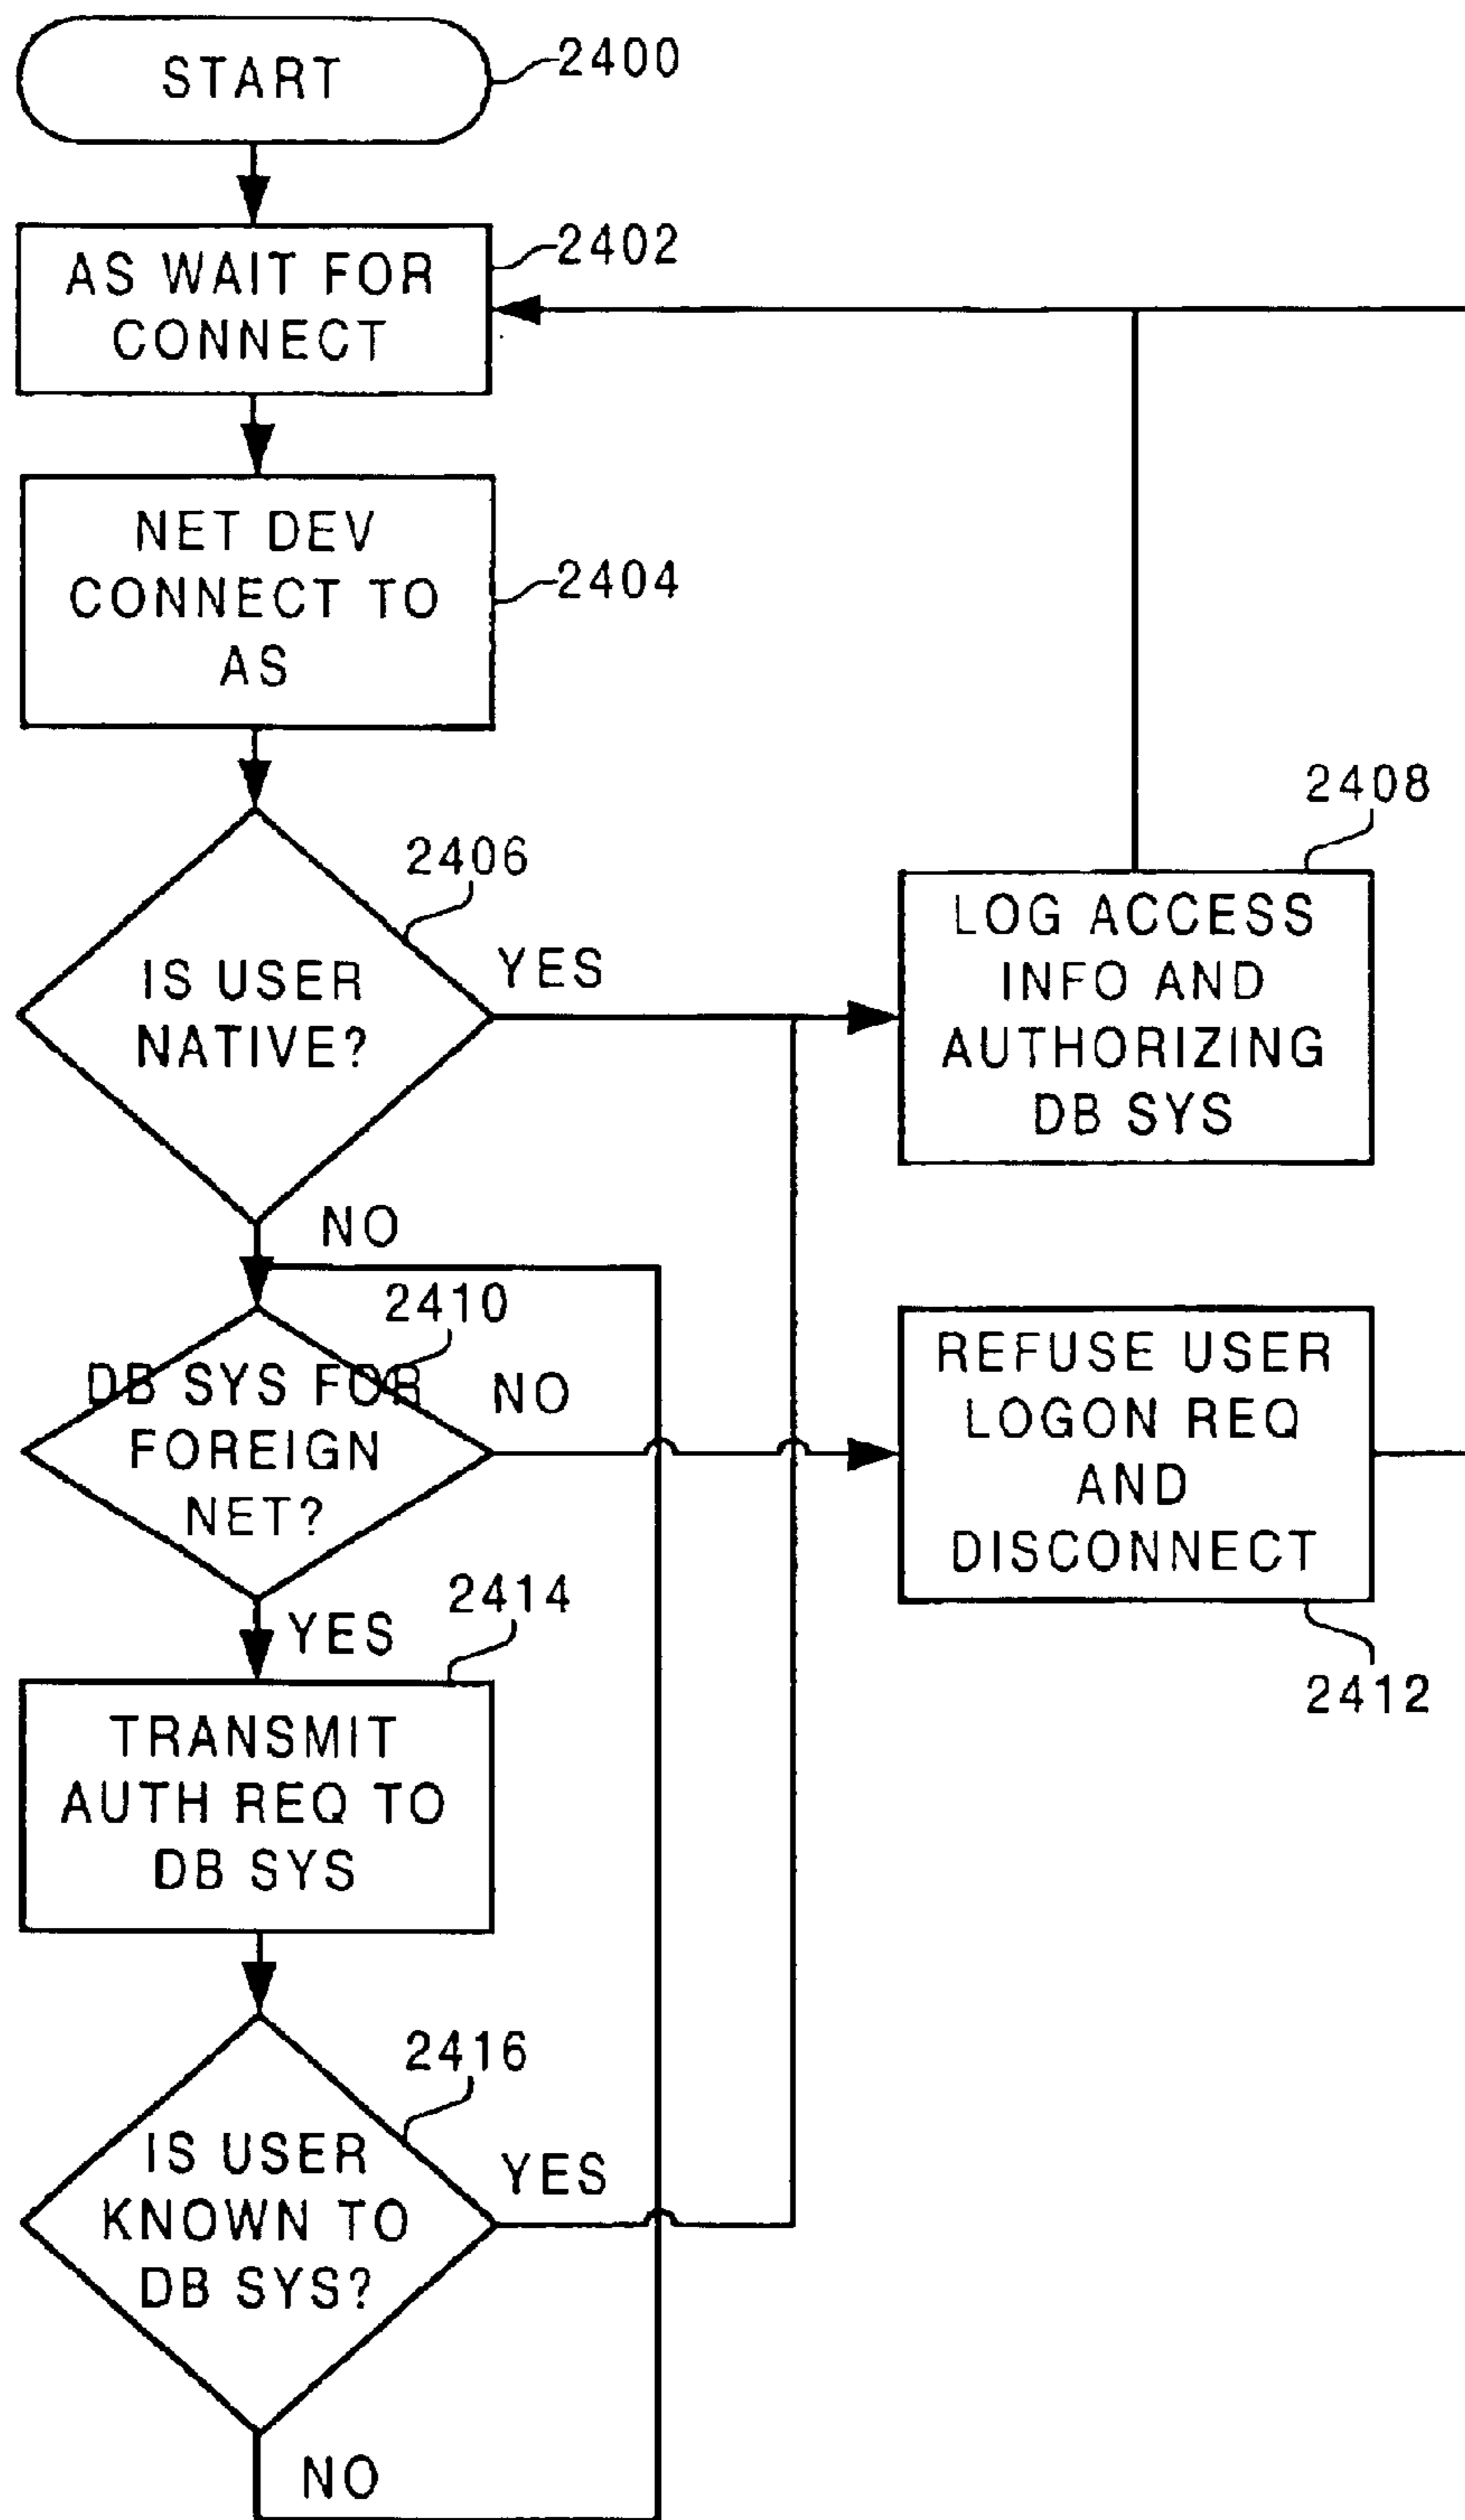 START
2400
AS WAIT FOR
CONNECT
2402
NET DEV
CONNECT TO
AS
2404
IS USER
NATIVE?
2406
YES
NO
LOG ACCESS
INFO AND
AUTHORIZING
DB SYS
2408
DB SYS FOR
FOREIGN
NET?
2410
NO
YES
REFUSE USER
LOGON REQ
AND
DISCONNECT
2412
TRANSMIT
AUTH REQ TO
DB SYS
2414
IS USER
KNOWN TO
DB SYS?
2416
YES
NO